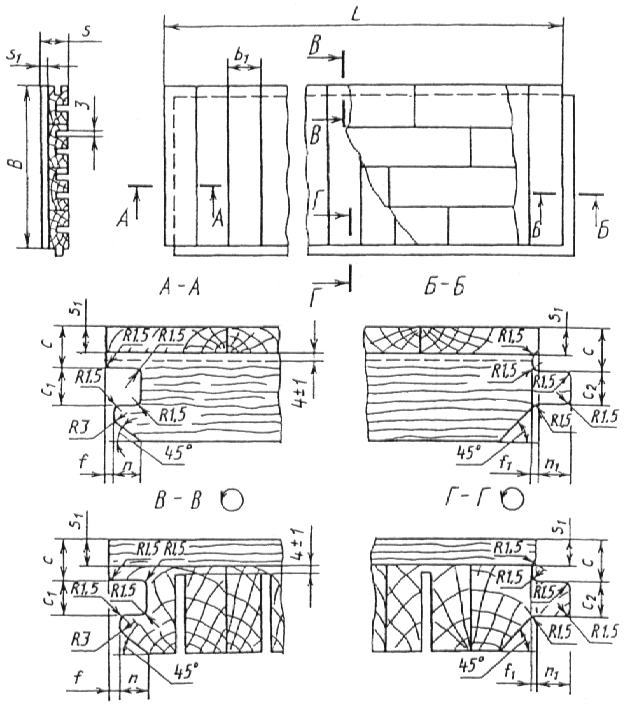 L
s
s₁
b₁
B
3
B
B
A
A
Г
Б
Б
A – A
Г
Б – Б
s₁
c
R1.5
R1.5
R1.5
c₁
R1.5
R3
45°
f
n
4±1
R1.5
s₁
c
R1.5
R1.5
c₂
R1.5
R1.5
45°
f₁
n₁
B – B
Г – Г
s₁
c
R1.5
R1.5
R1.5
R1.5
c₁
R3
45°
f
n
4±1
R1.5
s₁
c
R1.5
R1.5
c₂
R1.5
R1.5
45°
f₁
n₁